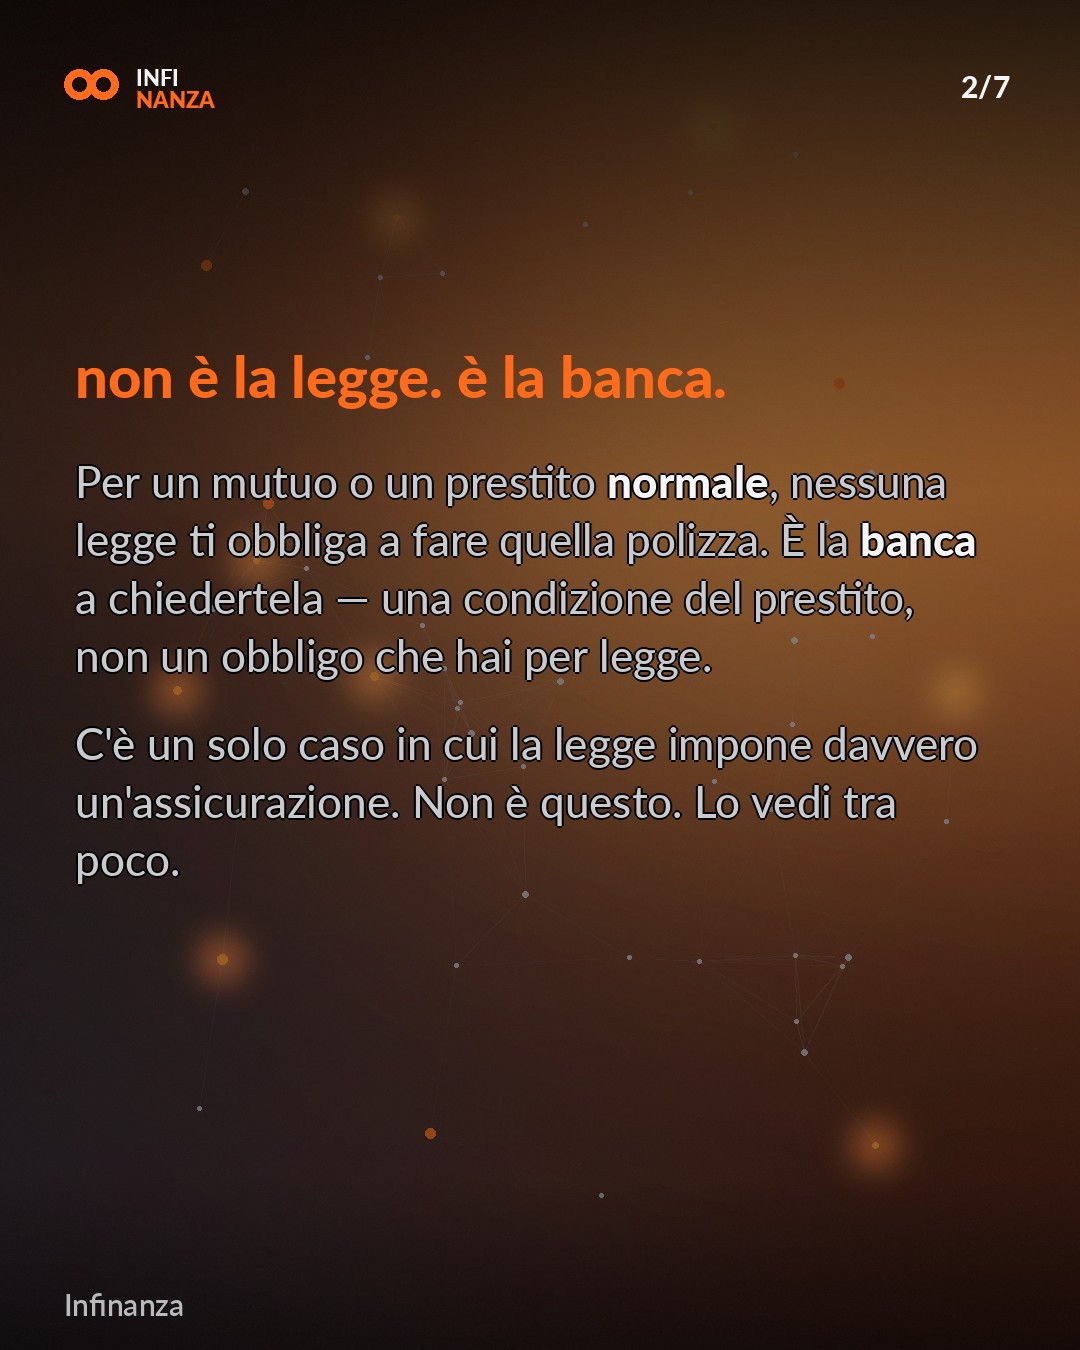 INFI
NANZA
2/7
non è la legge. è la banca.
Per un mutuo o un prestito normale, nessuna
legge ti obbliga a fare quella polizza. È la banca
a chiedertela — una condizione del prestito,
non un obbligo che hai per legge.
C'è un solo caso in cui la legge impone davvero
un'assicurazione. Non è questo. Lo vedi tra
poco.
Infinanza